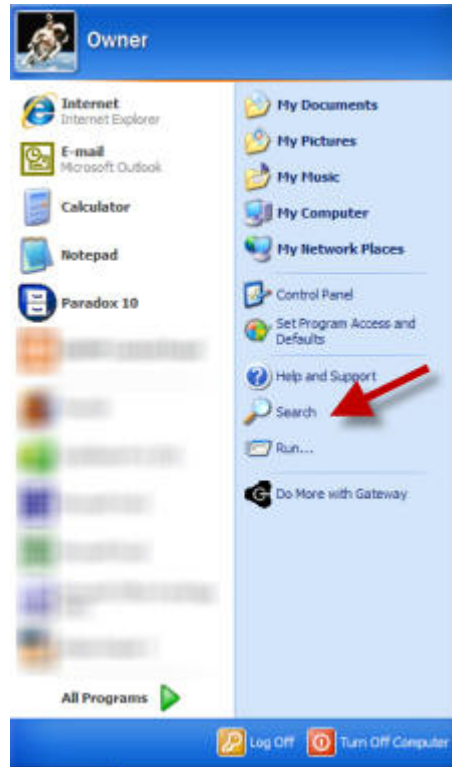 Owner
Internet
Internet Explorer
E-mail
Microsoft Outlook
Calculator
Notepad
Paradox 10
All Programs
My Documents
My Pictures
My Music
My Computer
My Network Places
Control Panel
Set Program Access and
Defaults
Help and Support
Search
Run...
Do More with Gateway
Log Off
Turn Off Computer